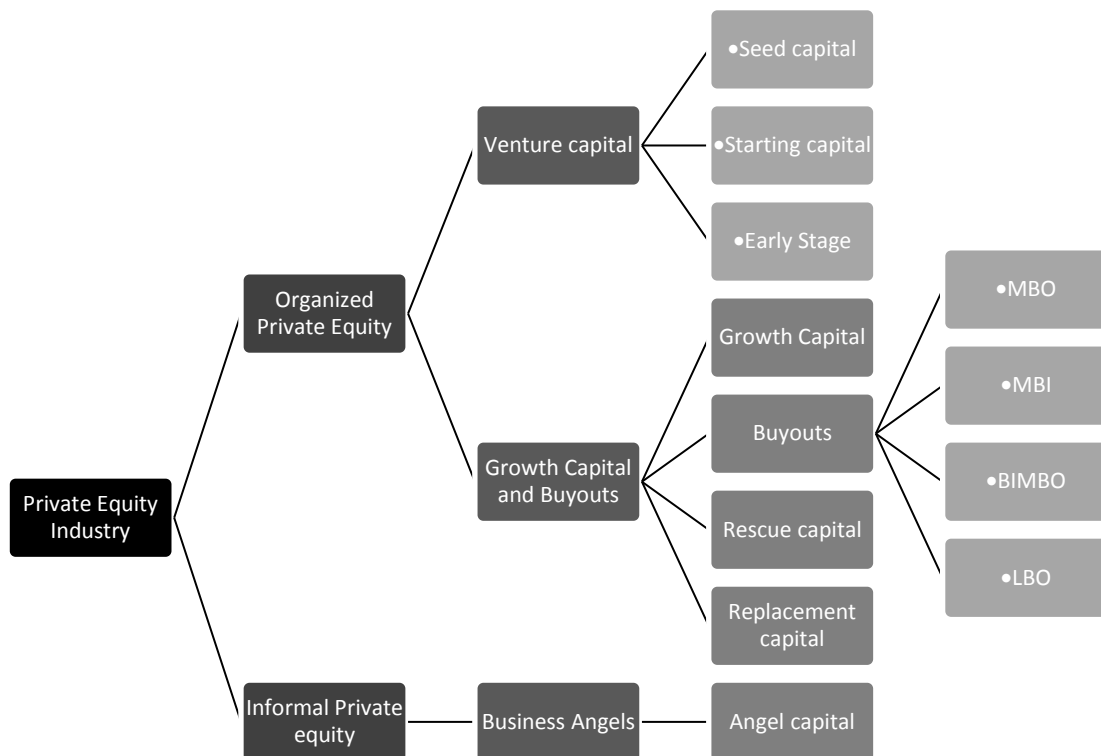 •Seed capital
Venture capital
•Starting capital
•Early Stage
Organized
Private Equity
•MBO
Growth Capital
•MBI
Buyouts
Growth Capital
and Buyouts
•BIMBO
Private Equity
Industry
Rescue capital
•LBO
Replacement
capital
Informal Private
equity
Business Angels
Angel capital